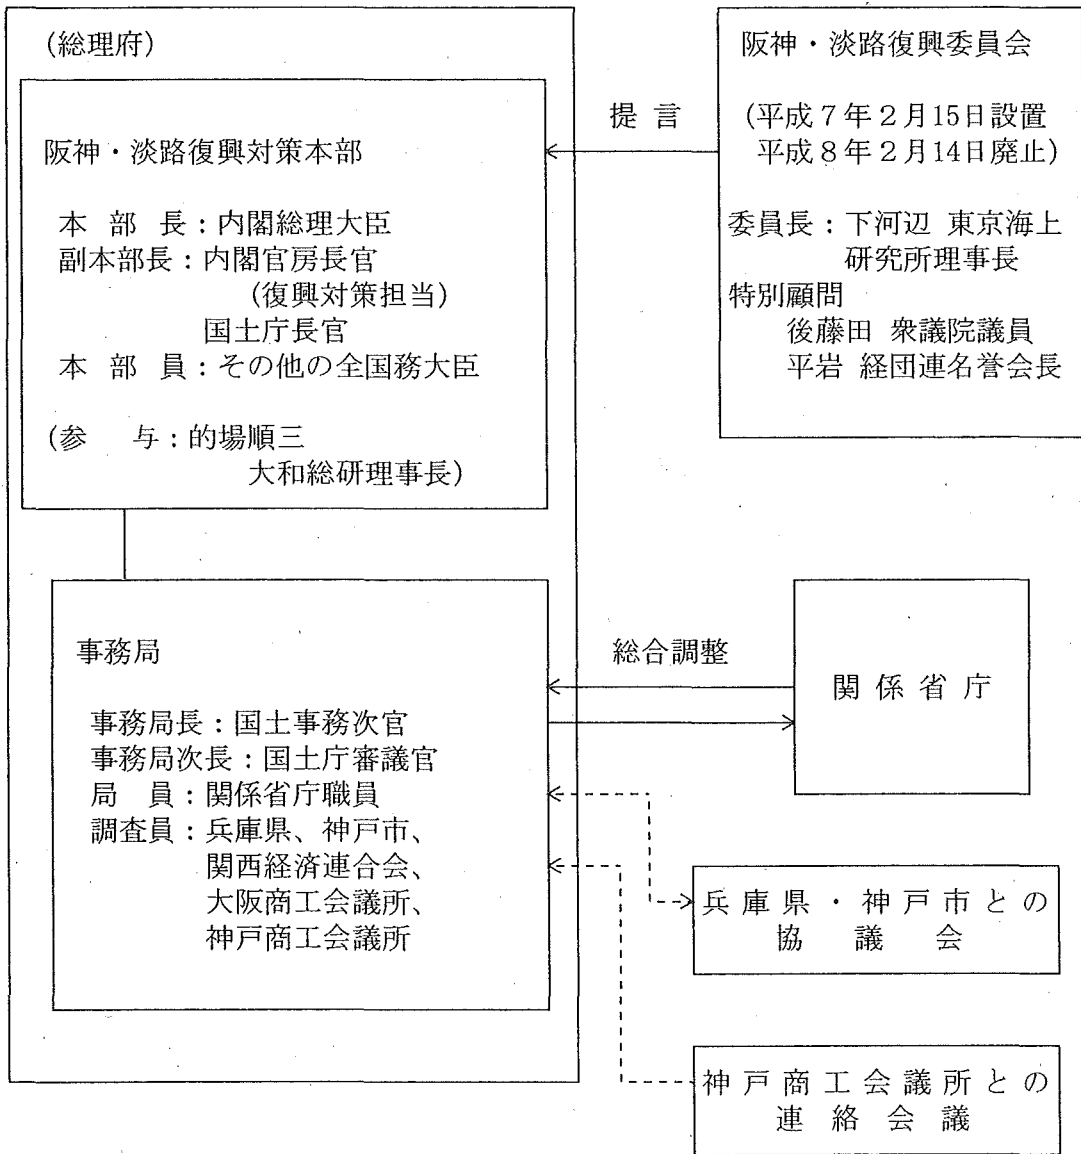 (総理府)
阪神・淡路復興対策本部
本部長：内閣総理大臣
副本部長：内閣官房長官
(復興対策担当)
国土庁長官
本部員：その他の全国務大臣
(参　与：的場順三
大和総研理事長)
提言
阪神・淡路復興委員会
(平成７年２月15日設置
平成８年２月14日廃止)
委員長：下河辺 東京海上
研究所理事長
特別顧問
後藤田 衆議院議員
平岩 経団連名誉会長
事務局
事務局長：国土事務次官
事務局次長：国土庁審議官
局　員：関係省庁職員
調査員：兵庫県、神戸市、
関西経済連合会、
大阪商工会議所、
神戸商工会議所
総合調整
関係省庁
兵庫県・神戸市との
協議会
神戸商工会議所との
連絡会議